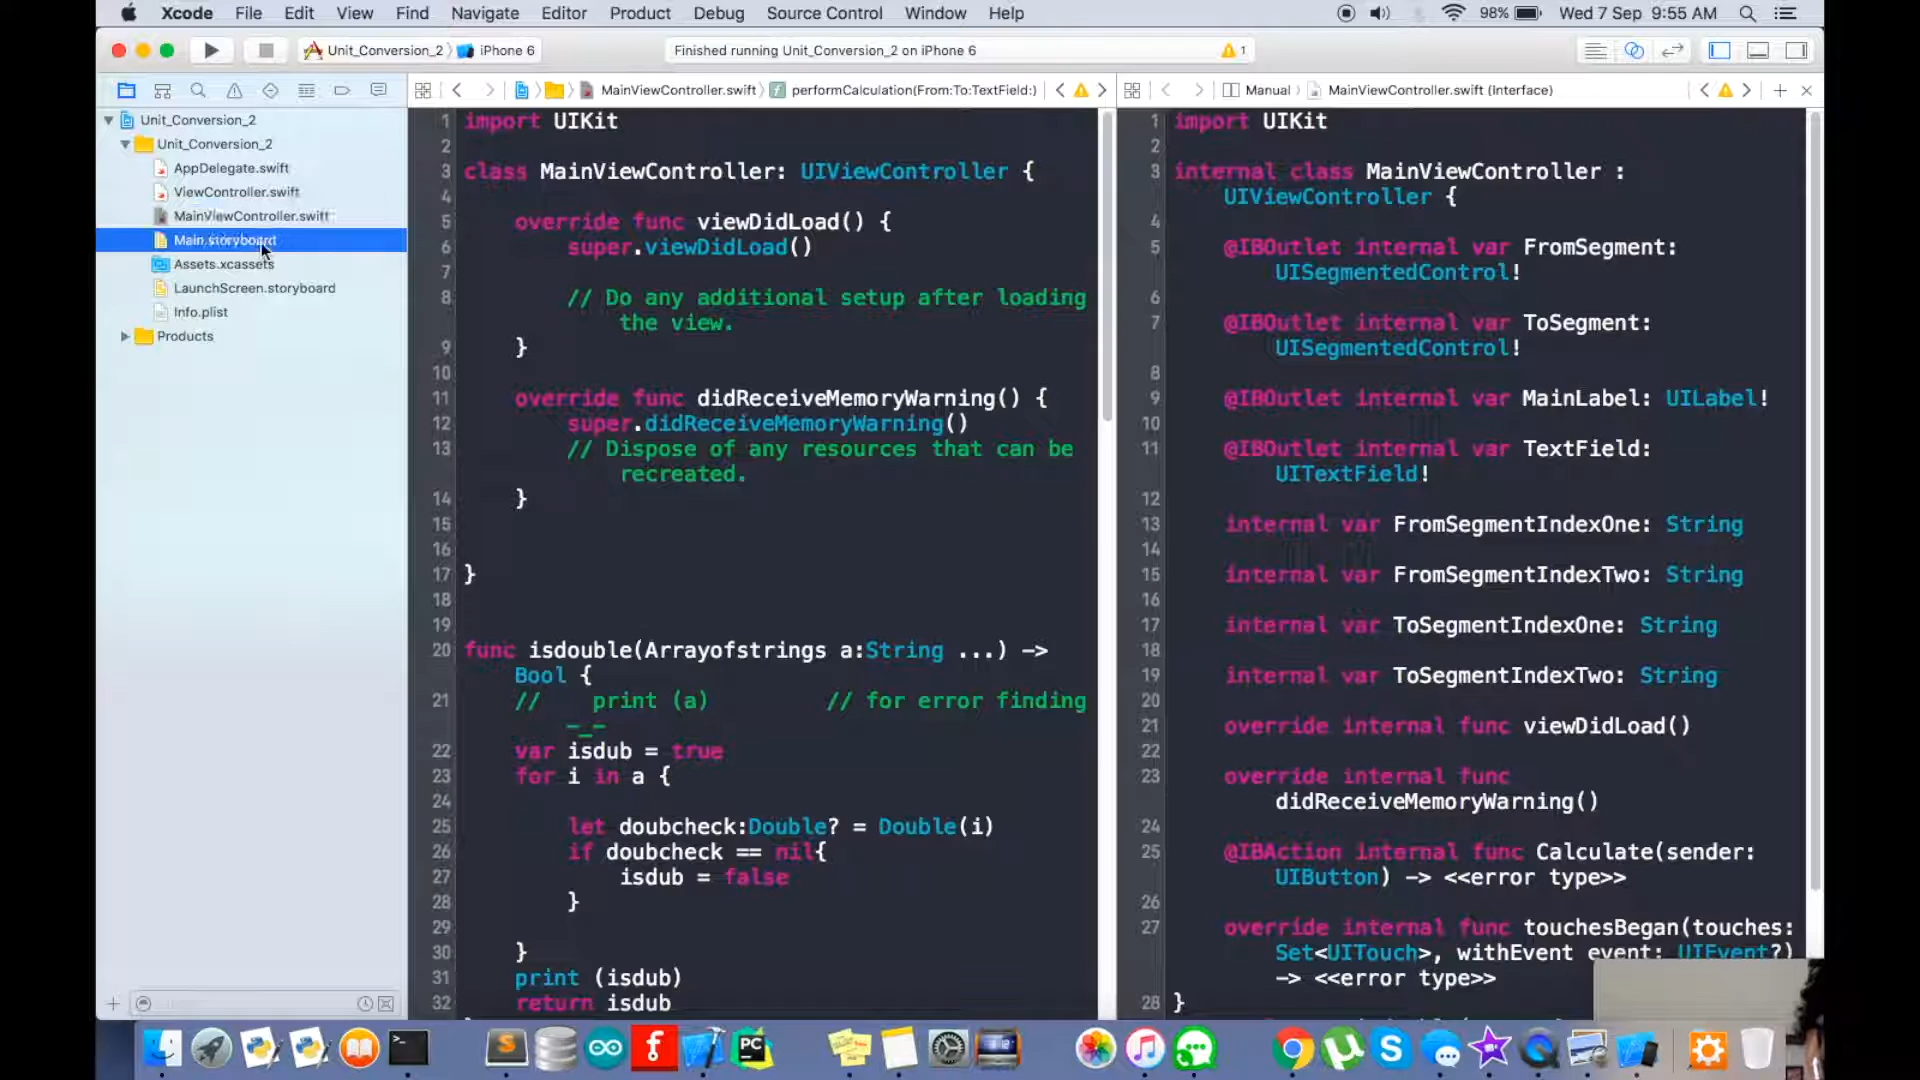 Xcode File Edit View Find Navigate Editor Product Debug Source Control Window Help 98% Wed 7 Sep 9:55 AM
Unit_Conversion_2 iPhone 6 Finished running Unit_Conversion_2 on iPhone 6 1
MainViewController.swift performCalculation(From:To:TextField:) Manual MainViewController.swift (Interface)
Unit_Conversion_2
Unit_Conversion_2
AppDelegate.swift
ViewController.swift
MainViewController.swift
Main.storyboard
Assets.xcassets
LaunchScreen.storyboard
Info.plist
Products
1 import UIKit
2
3 class MainViewController: UIViewController {
4
5 override func viewDidLoad() {
6 super.viewDidLoad()
7
8 // Do any additional setup after loading
the view.
9 }
10
11 override func didReceiveMemoryWarning() {
12 super.didReceiveMemoryWarning()
13 // Dispose of any resources that can be
recreated.
14 }
15
16
17 }
18
19
20 func isdouble(Arrayofstrings a:String ...) ->
Bool {
21 // print (a) // for error finding
-_-
22 var isdub = true
23 for i in a {
24
25 let doubcheck:Double? = Double(i)
26 if doubcheck == nil{
27 isdub = false
28 }
29
30 }
31 print (isdub)
32 return isdub
1 import UIKit
2
3 internal class MainViewController :
UIViewController {
4
5 @IBOutlet internal var FromSegment:
UISegmentedControl!
6
7 @IBOutlet internal var ToSegment:
UISegmentedControl!
8
9 @IBOutlet internal var MainLabel: UILabel!
10
11 @IBOutlet internal var TextField:
UITextField!
12
13 internal var FromSegmentIndexOne: String
14
15 internal var FromSegmentIndexTwo: String
16
17 internal var ToSegmentIndexOne: String
18
19 internal var ToSegmentIndexTwo: String
20
21 override internal func viewDidLoad()
22
23 override internal func
didReceiveMemoryWarning()
24
25 @IBAction internal func Calculate(sender:
UIButton) -> <<error type>>
26
27 override internal func touchesBegan(touches:
Set<UITouch>, withEvent event: UIEvent?)
-> <<error type>>
28 }